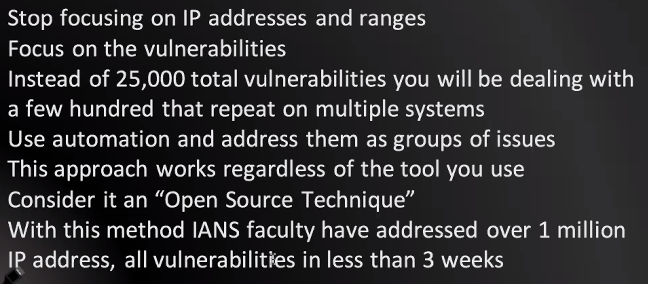 Stop focusing on IP addresses and ranges
Focus on the vulnerabilities
Instead of 25,000 total vulnerabilities you will be dealing with
a few hundred that repeat on multiple systems
Use automation and address them as groups of issues
This approach works regardless of the tool you use
Consider it an “Open Source Technique”
With this method IANS faculty have addressed over 1 million
IP address, all vulnerabilities in less than 3 weeks